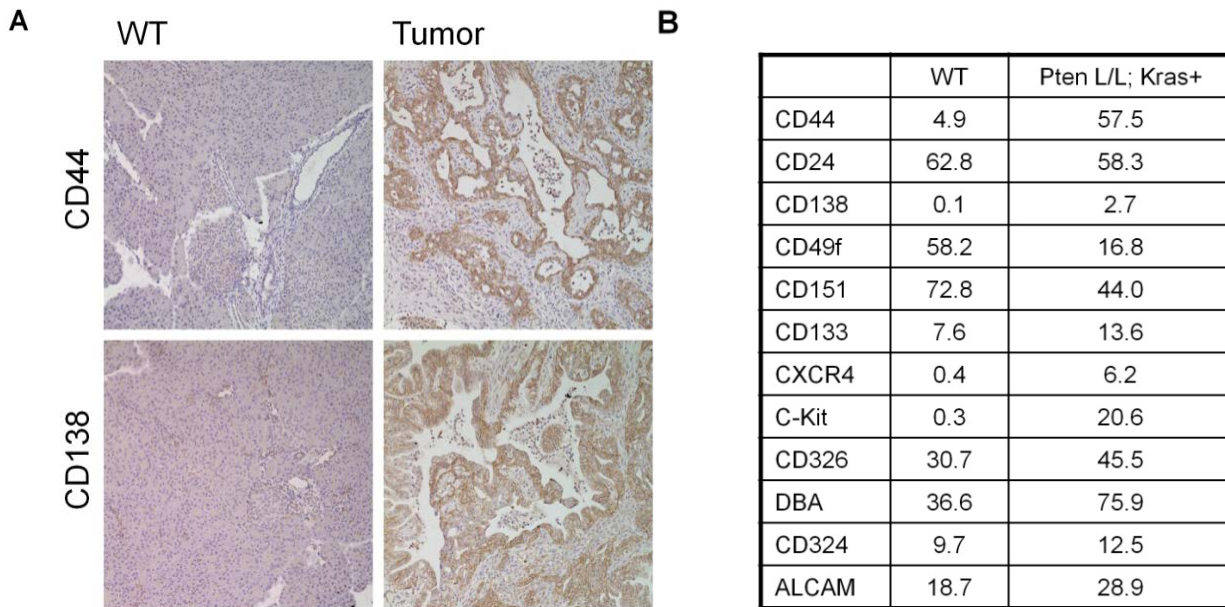 A
WT
Tumor
CD44
CD138
B
WT Pten L/L; Kras+
CD44 4.9 57.5
CD24 62.8 58.3
CD138 0.1 2.7
CD49f 58.2 16.8
CD151 72.8 44.0
CD133 7.6 13.6
CXCR4 0.4 6.2
C-Kit 0.3 20.6
CD326 30.7 45.5
DBA 36.6 75.9
CD324 9.7 12.5
ALCAM 18.7 28.9